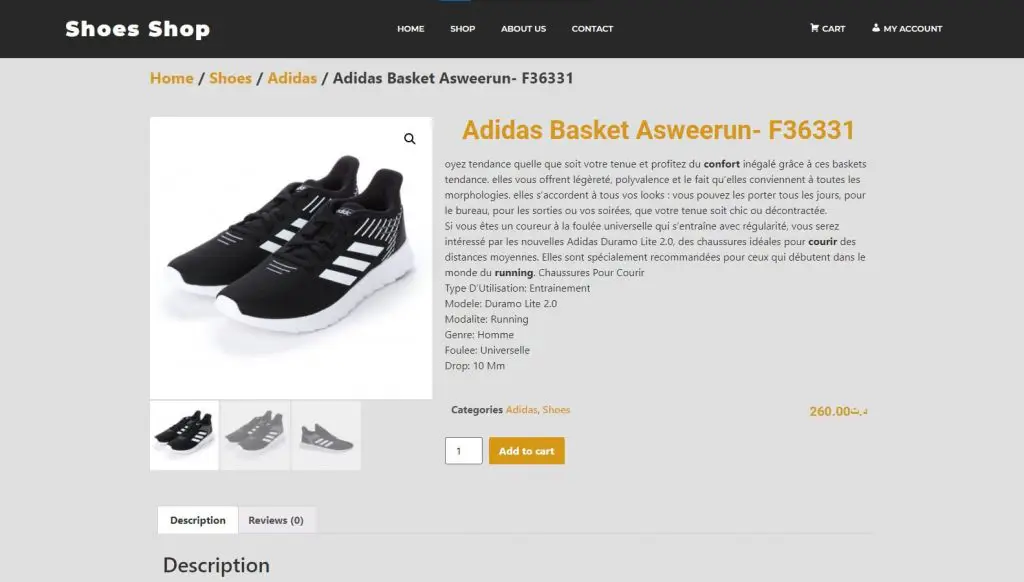 Shoes Shop
HOME SHOP ABOUT US CONTACT
CART MY ACCOUNT
Home / Shoes / Adidas / Adidas Basket Asweerun- F36331
Adidas Basket Asweerun- F36331
oyez tendance quelle que soit votre tenue et profitez du confort inégalé grâce à ces baskets
tendance. elles vous offrent légèreté, polyvalence et le fait qu’elles conviennent à toutes les
morphologies. elles s’accordent à tous vos looks : vous pouvez les porter tous les jours, pour
le bureau, pour les sorties ou vos soirées, que votre tenue soit chic ou décontractée.
Si vous êtes un coureur à la foulée universelle qui s’entraîne avec régularité, vous serez
intéressé par les nouvelles Adidas Duramo Lite 2.0, des chaussures idéales pour courir des
distances moyennes. Elles sont spécialement recommandées pour ceux qui débutent dans le
monde du running. Chaussures Pour Courir
Type D’Utilisation: Entrainement
Modele: Duramo Lite 2.0
Modalite: Running
Genre: Homme
Foulee: Universelle
Drop: 10 Mm
Categories Adidas, Shoes
260.00د.ت
1 Add to cart
Description Reviews (0)
Description